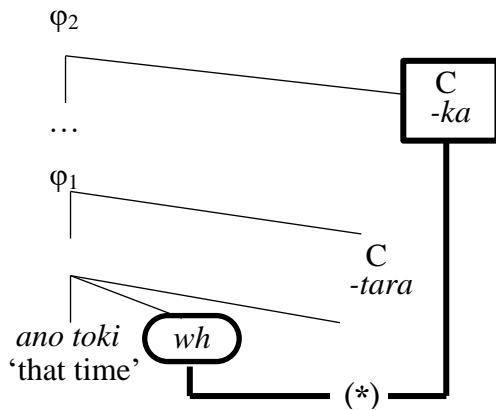 φ2
C
-ka
…
φ1
C
-tara
ano toki
wh
‘that time’
(*)